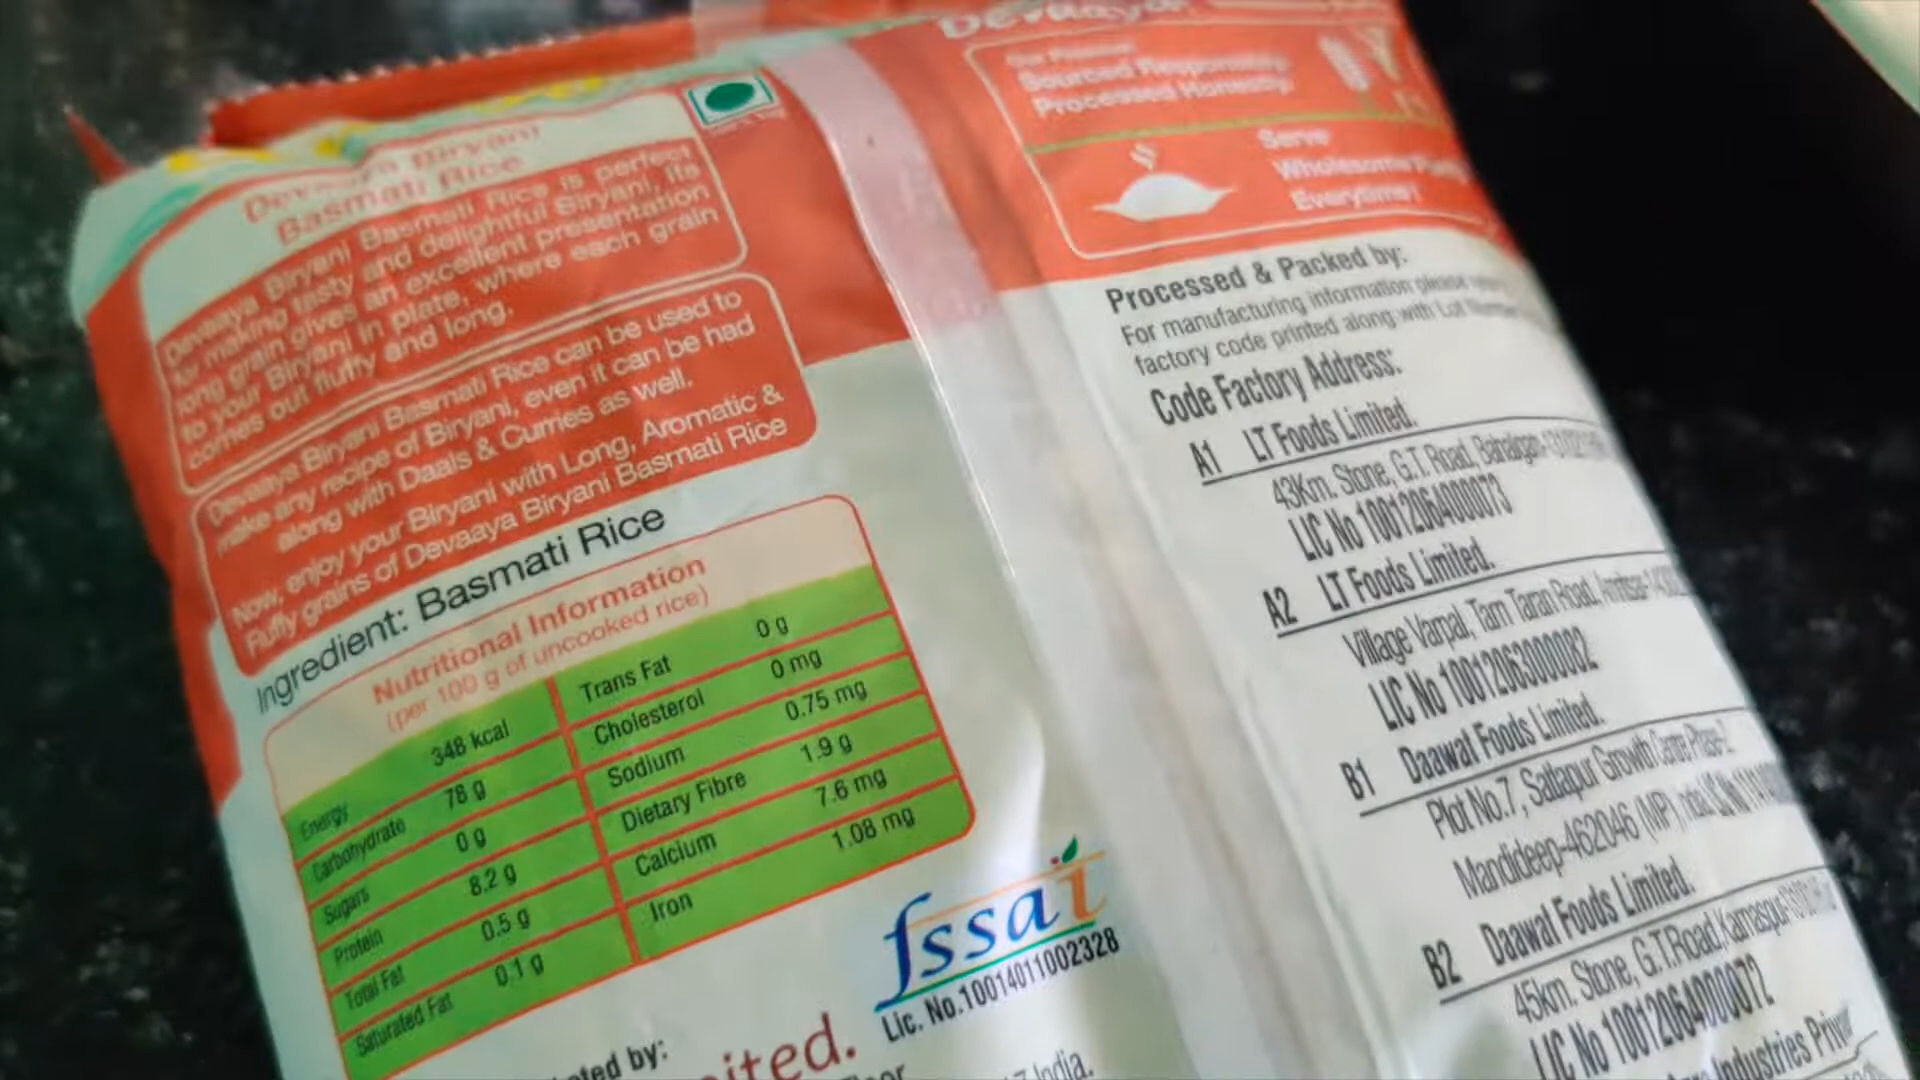 Devaaya Biryani
Basmati Rice
Devaaya Biryani Basmati Rice is perfect
for making tasty and delightful Biryani, its
long grain gives an excellent presentation
to your Biryani in plate, where each grain
comes out fluffy and long.
Devaaya Biryani Basmati Rice can be used to
make any recipe of Biryani, even it can be had
along with Daals & Curries as well.
Now, enjoy your Biryani with Long, Aromatic &
Fluffy grains of Devaaya Biryani Basmati Rice
Ingredient: Basmati Rice
Nutritional Information
(per 100 g of uncooked rice)
Energy 348 kcal
Carbohydrate 78 g
Sugars 0 g
Protein 8.2 g
Total Fat 0.5 g
Saturated Fat 0.1 g
Trans Fat 0 g
Cholesterol 0 mg
Sodium 0.75 mg
Dietary Fibre 1.9 g
Calcium 7.6 mg
Iron 1.08 mg
fssai
Lic. No.10014011002328
by:
India.
Devaaya
Our Promise
Sourced Responsibly
Processed Honestly
Serve
Wholesome
Everytime!
Processed & Packed by:
For manufacturing information please
factory code printed along with Lot
Code Factory Address:
A1 LT Foods Limited.
43Km. Stone, G.T. Road, Bahalgarh
LIC No 10012064000073
A2 LT Foods Limited.
Village Varpal, Tarn Taran Road, Amritsar
LIC No 10012063000032
B1 Daawat Foods Limited.
Plot No.7, Satlapur Growth Centre Phase-2
Mandideep-462046 (MP), India
B2 Daawat Foods Limited.
45km. Stone, G.T.Road, Kamaspur
LIC No 10012064000072
Industries